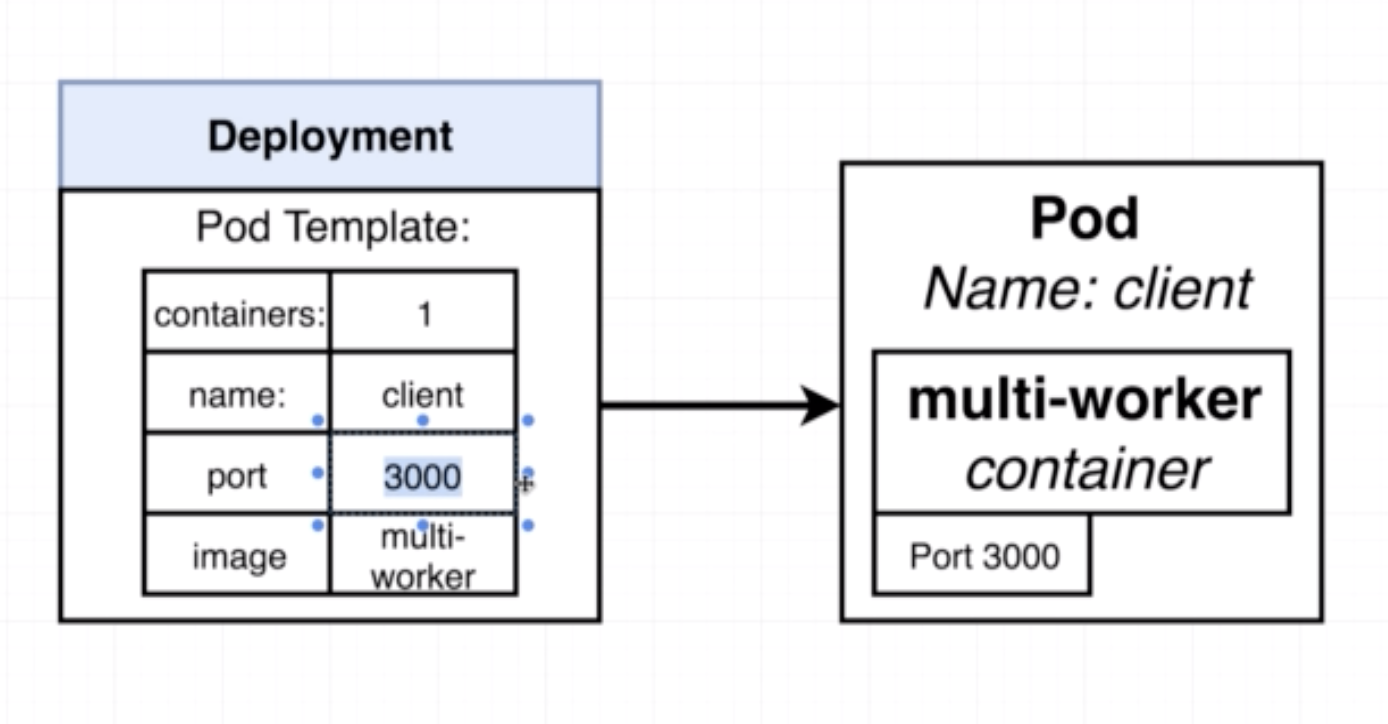 Deployment
Pod Template:
containers: 1
name: client
port 3000
image multi-
worker
Pod
Name: client
multi-worker
container
Port 3000